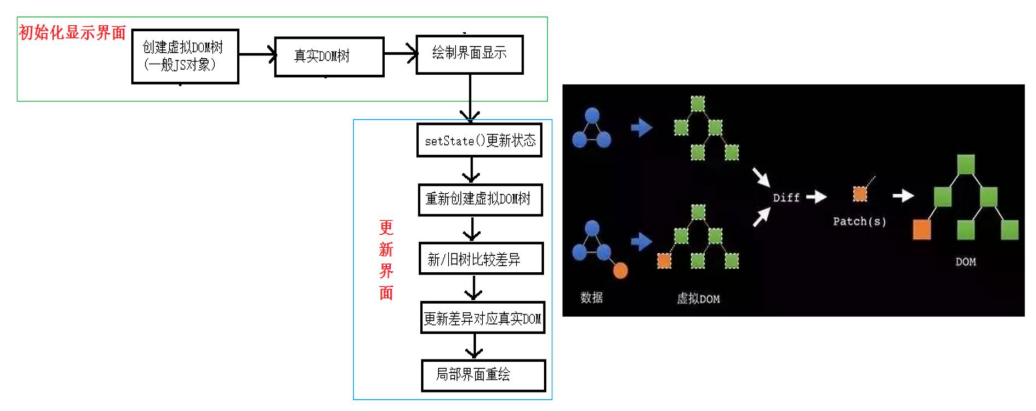 初始化显示界面
创建虚拟DOM树
(一般JS对象)
真实DOM树
绘制界面显示
setState()更新状态
重新创建虚拟DOM树
新/旧树比较差异
更新差异对应真实DOM
局部界面重绘
更
新
界
面
Diff
Patch(s)
DOM
数据
虚拟DOM